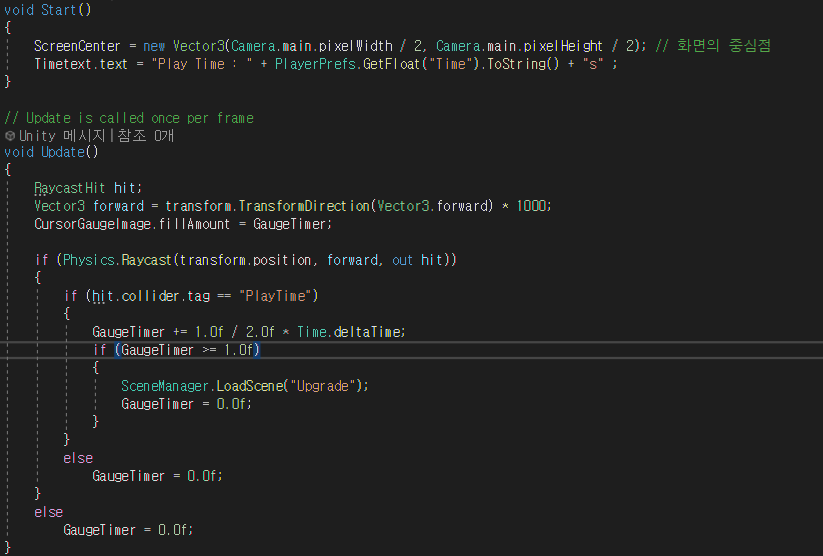 void Start()
{
ScreenCenter = new Vector3(Camera.main.pixelWidth / 2, Camera.main.pixelHeight / 2); // 화면의 중심점
Timetext.text = "Play Time : " + PlayerPrefs.GetFloat("Time").ToString() + "s" ;
}
// Update is called once per frame
Unity 메시지|참조 0개
void Update()
{
RaycastHit hit;
Vector3 forward = transform.TransformDirection(Vector3.forward) * 1000;
CursorGaugeImage.fillAmount = GaugeTimer;
if (Physics.Raycast(transform.position, forward, out hit))
{
if (hit.collider.tag == "PlayTime")
{
GaugeTimer += 1.0f / 2.0f * Time.deltaTime;
if (GaugeTimer >= 1.0f)
{
SceneManager.LoadScene("Upgrade");
GaugeTimer = 0.0f;
}
}
else
GaugeTimer = 0.0f;
}
else
GaugeTimer = 0.0f;
}